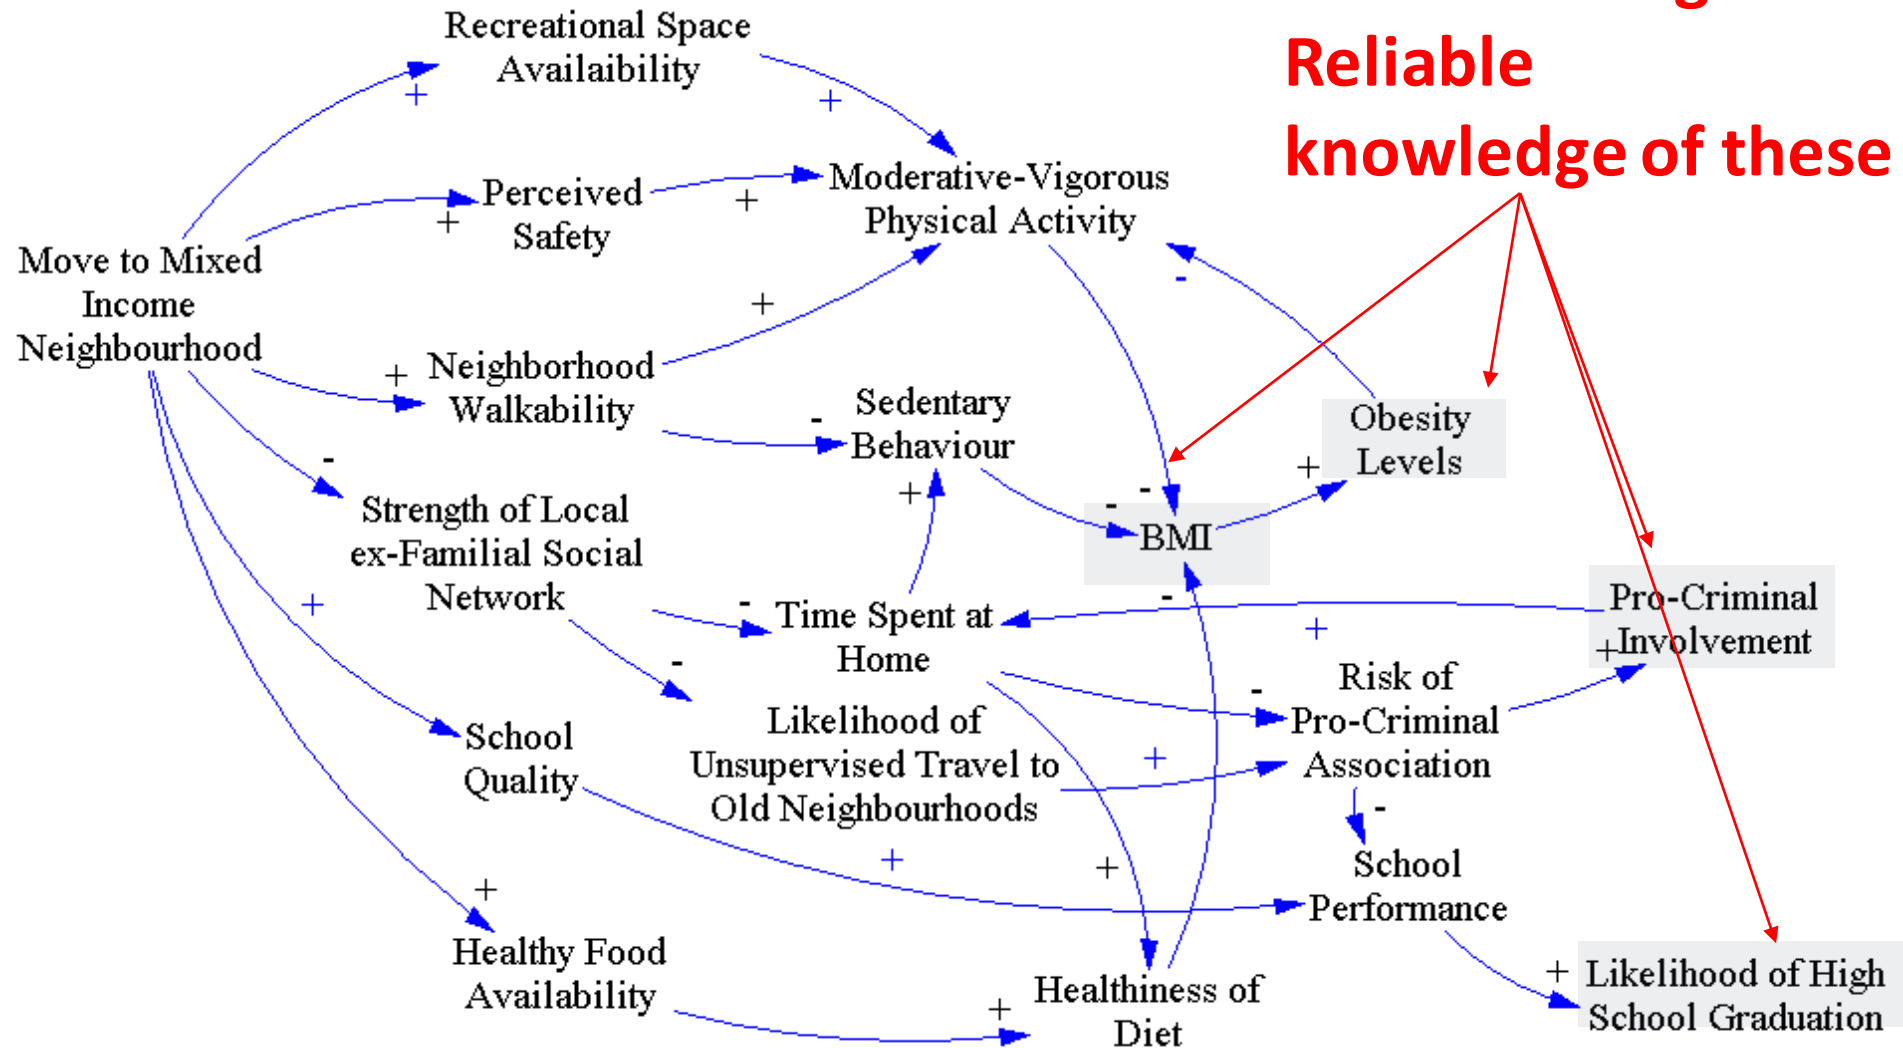 Reliable
knowledge of these
Recreational Space
Availaibility
+
+
Perceived
Safety
+
+
Moderative-Vigorous
Physical Activity
Move to Mixed
Income
Neighbourhood
+
-
Neighborhood
Walkability
+
-
Sedentary
Behaviour
+
Obesity
Levels
+
-
Strength of Local
ex-Familial Social
Network
-
-
BMI
-
+
-
Time Spent at
Home
-
+
Pro-Criminal
Involvement
+
-
Risk of
Pro-Criminal
Association
-
School
Quality
Likelihood of
Unsupervised Travel to
Old Neighbourhoods
+
-
+
+
School
Performance
+
Healthy Food
Availability
+
Healthiness of
Diet
+
Likelihood of High
School Graduation